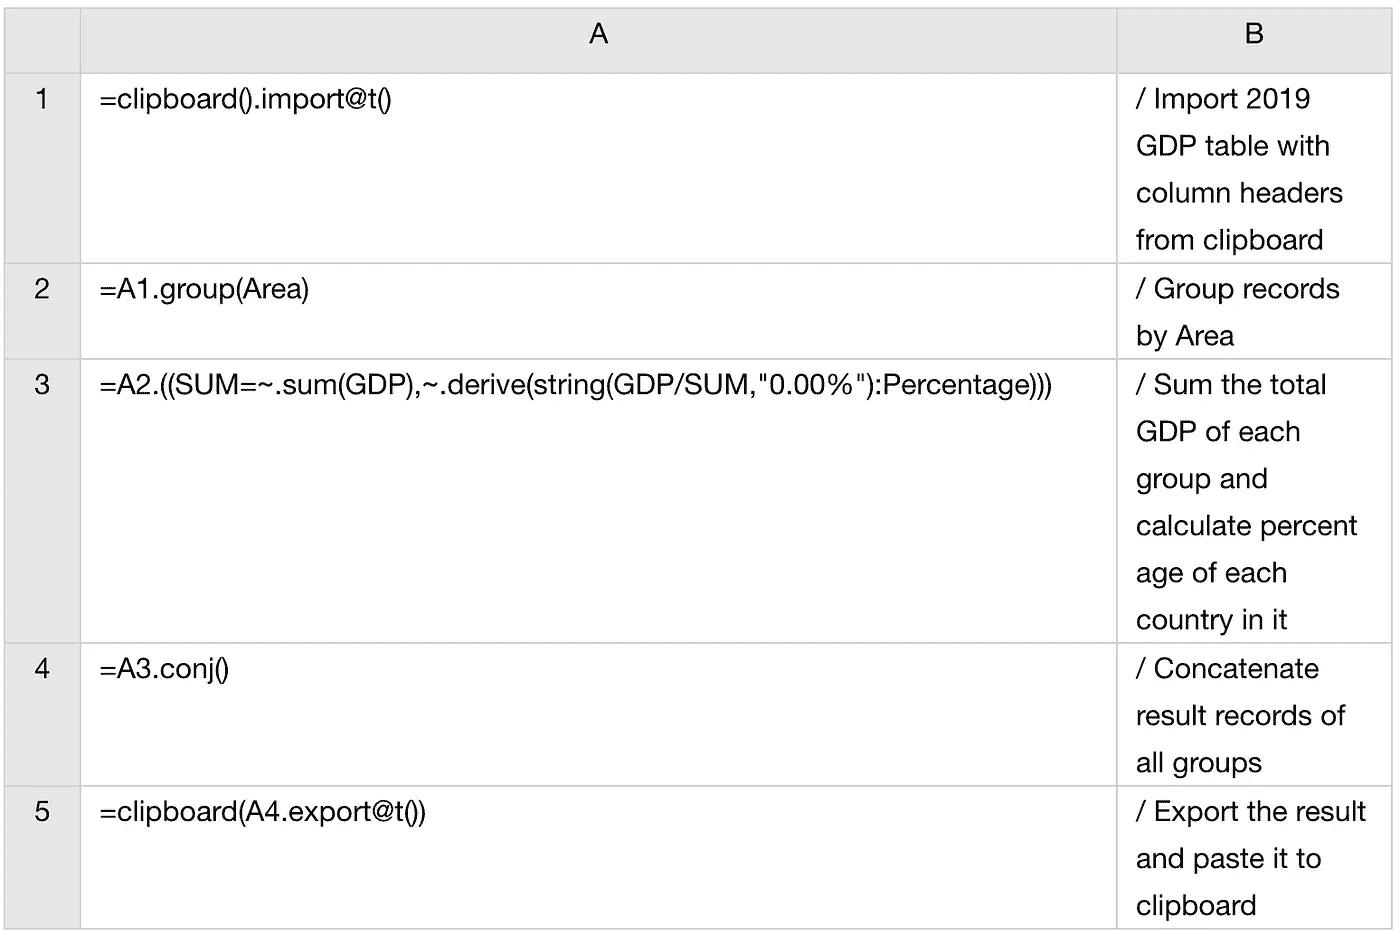 A B
1 =clipboard().import@t() / Import 2019
GDP table with
column headers
from clipboard
2 =A1.group(Area) / Group records
by Area
3 =A2.((SUM=~.sum(GDP),~.derive(string(GDP/SUM,"0.00%"):Percentage))) / Sum the total
GDP of each
group and
calculate percent
age of each
country in it
4 =A3.conj() / Concatenate
result records of
all groups
5 =clipboard(A4.export@t()) / Export the result
and paste it to
clipboard